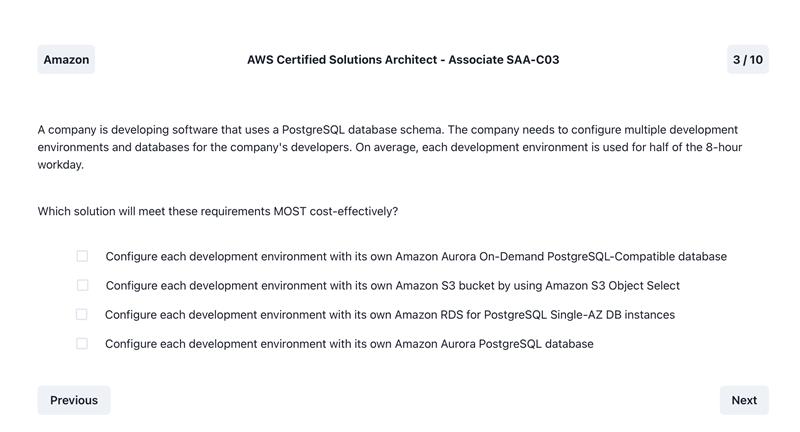 Amazon
AWS Certified Solutions Architect - Associate SAA-C03
3 / 10
A company is developing software that uses a PostgreSQL database schema. The company needs to configure multiple development
environments and databases for the company's developers. On average, each development environment is used for half of the 8-hour
workday.
Which solution will meet these requirements MOST cost-effectively?
Configure each development environment with its own Amazon Aurora On-Demand PostgreSQL-Compatible database
Configure each development environment with its own Amazon S3 bucket by using Amazon S3 Object Select
Configure each development environment with its own Amazon RDS for PostgreSQL Single-AZ DB instances
Configure each development environment with its own Amazon Aurora PostgreSQL database
Previous
Next